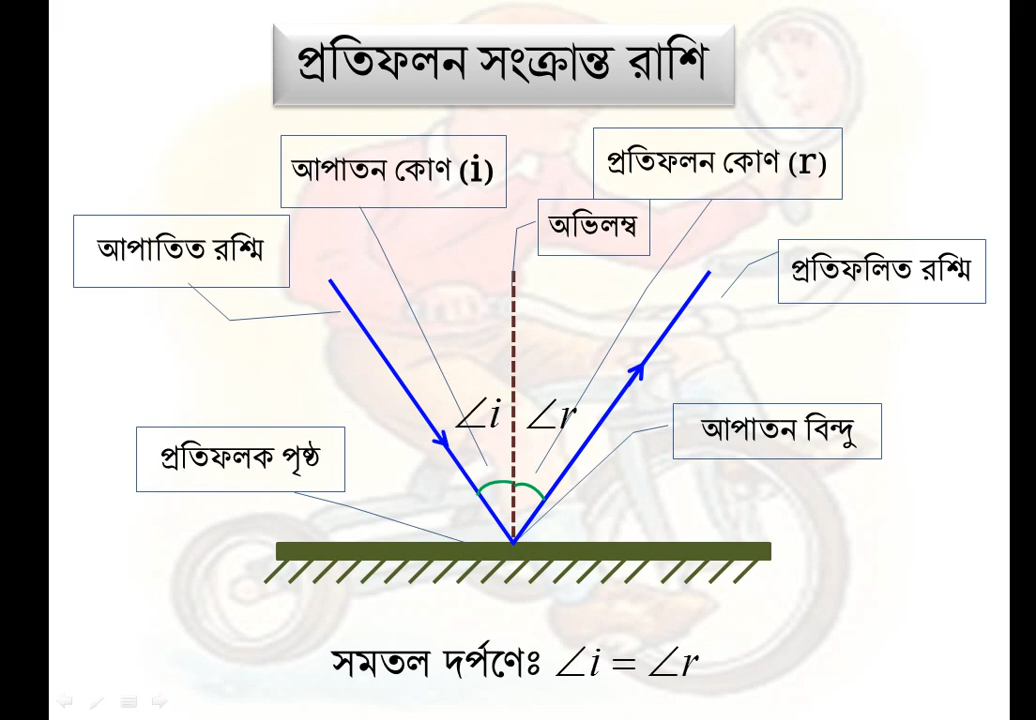 প্রতিফলন সংক্রান্ত রাশি
আপাতন কোণ (i)
প্রতিফলন কোণ (r)
অভিলম্ব
আপাতিত রশ্মি
প্রতিফলিত রশ্মি
∠i ∠r
আপাতন বিন্দু
প্রতিফলক পৃষ্ঠ
সমতল দর্পণেঃ ∠i = ∠r